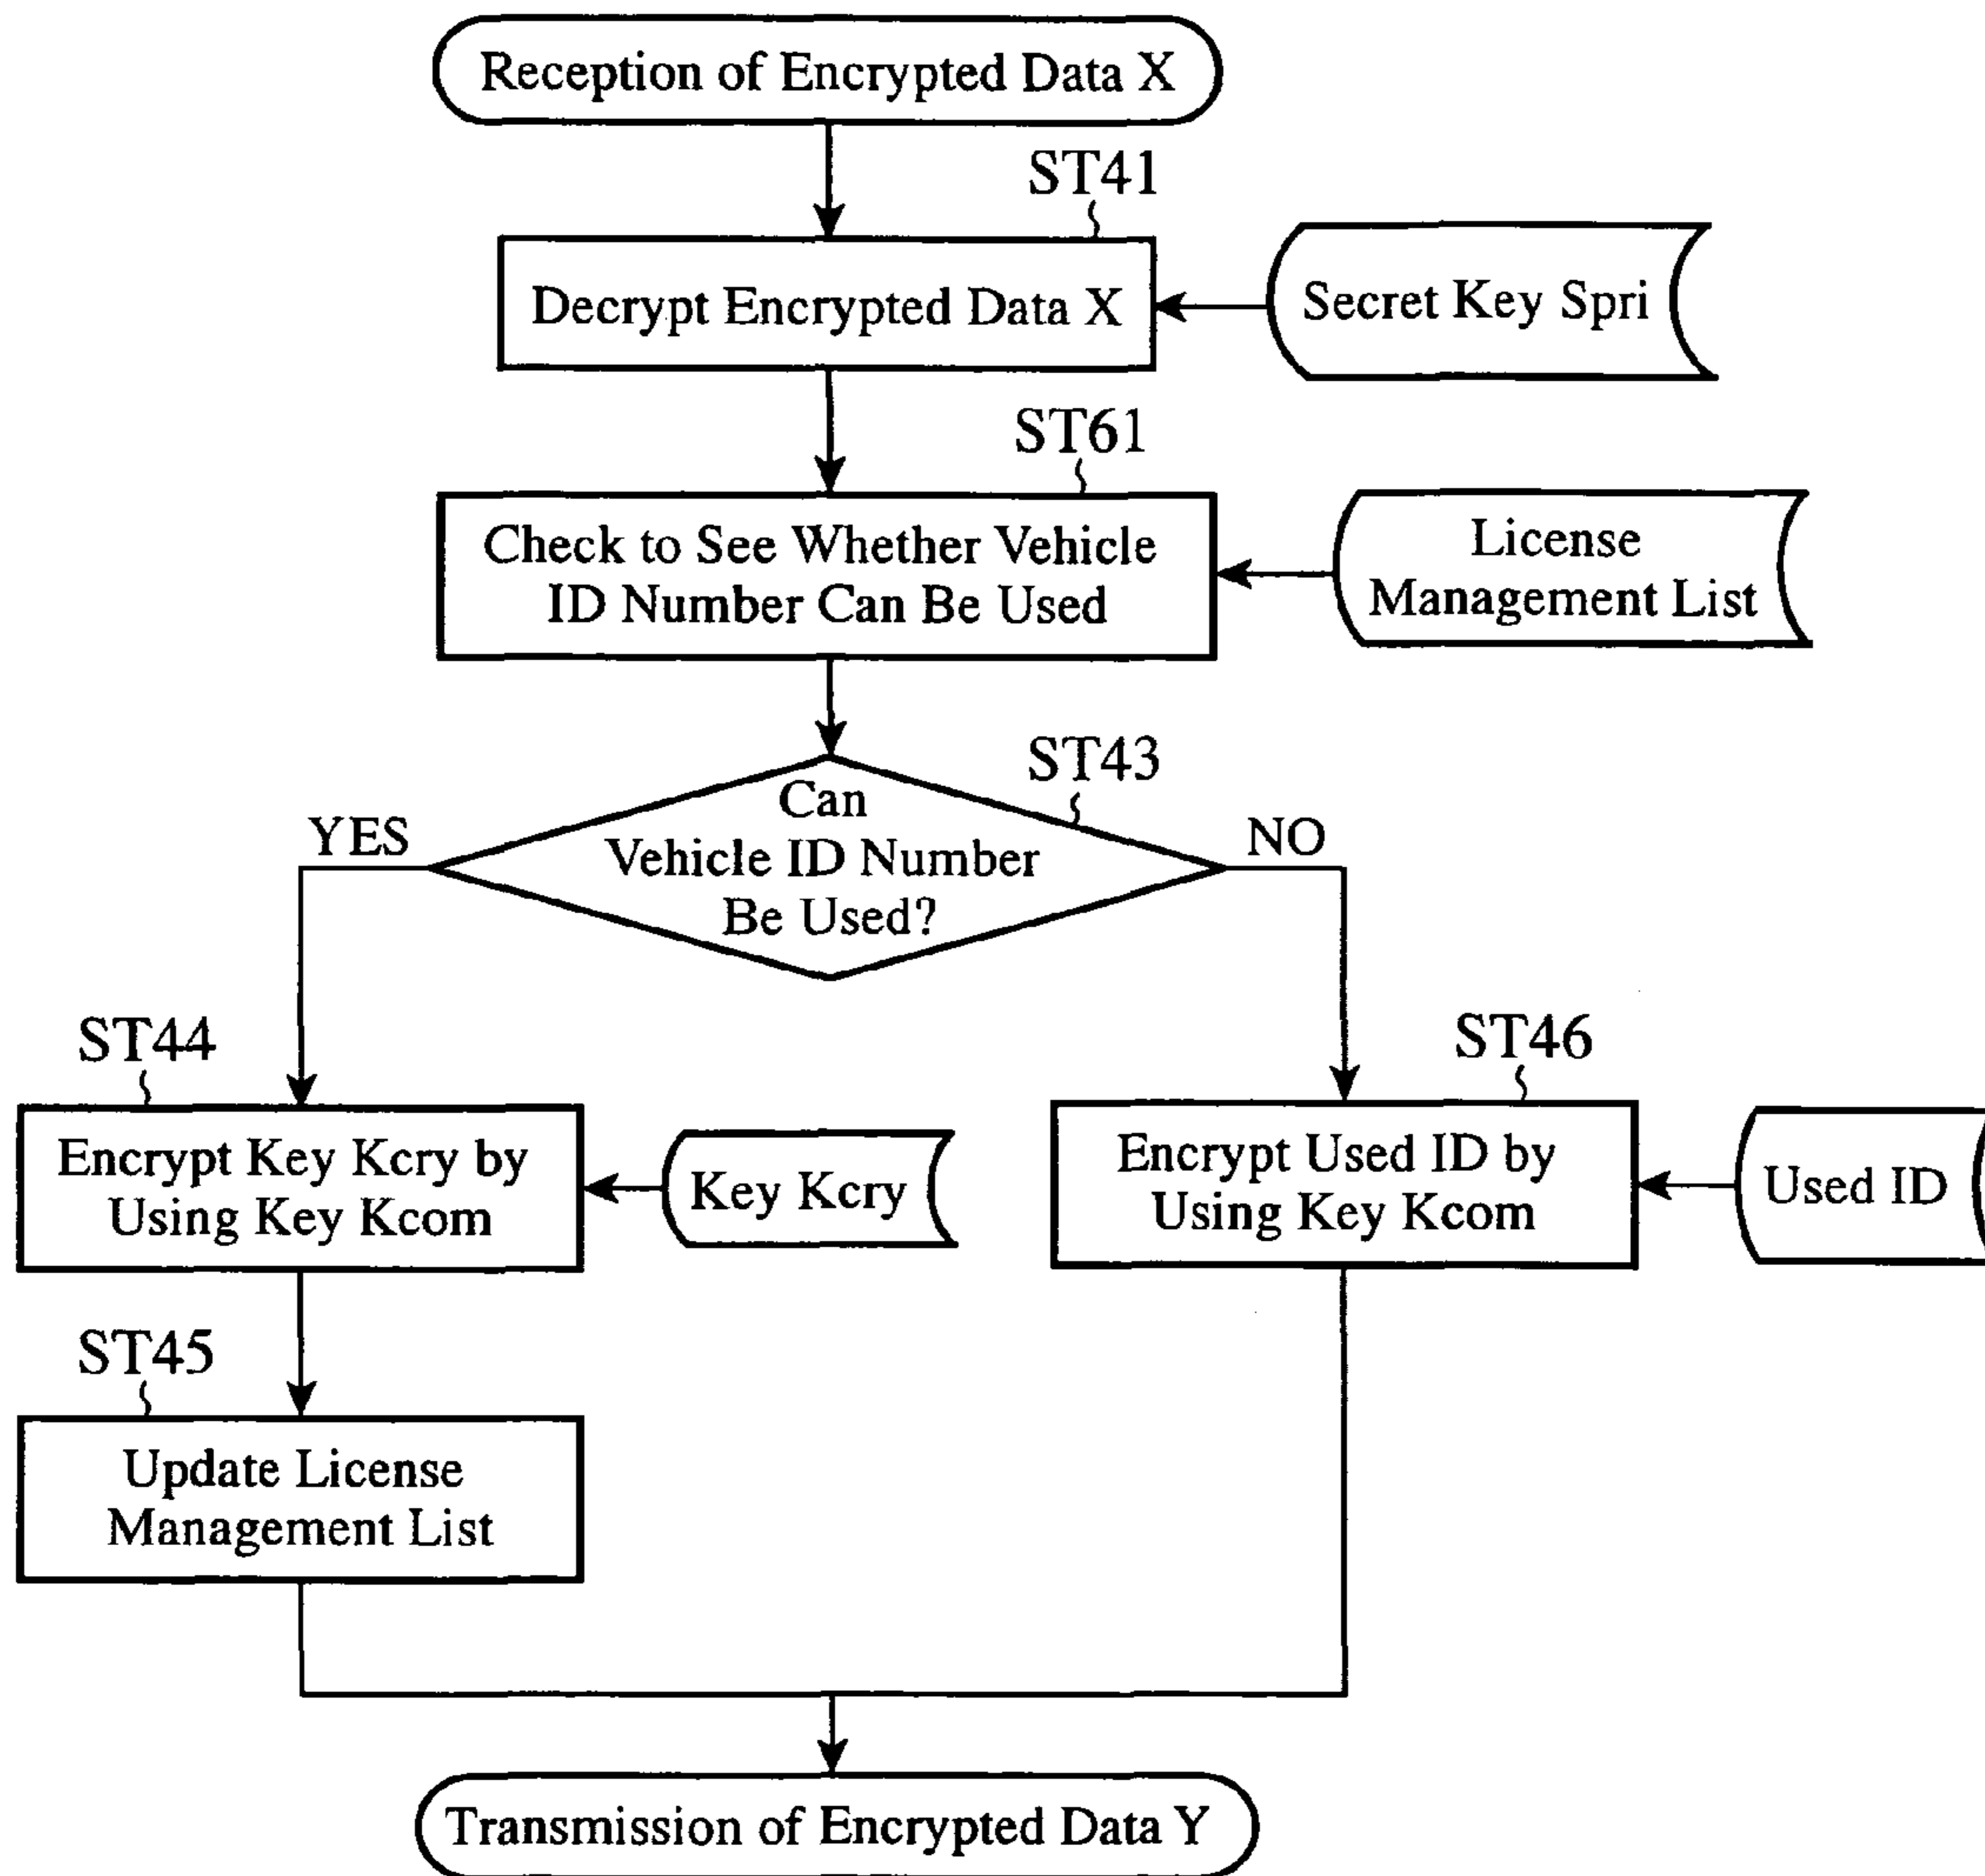 Reception of Encrypted Data X
ST41
Decrypt Encrypted Data X
Secret Key Spri
ST61
Check to See Whether Vehicle
ID Number Can Be Used
License
Management List
ST43
Can
Vehicle ID Number
Be Used?
YES
NO
ST44
Encrypt Key Kcry by
Using Key Kcom
Key Kcry
ST46
Encrypt Used ID by
Using Key Kcom
Used ID
ST45
Update License
Management List
Transmission of Encrypted Data Y